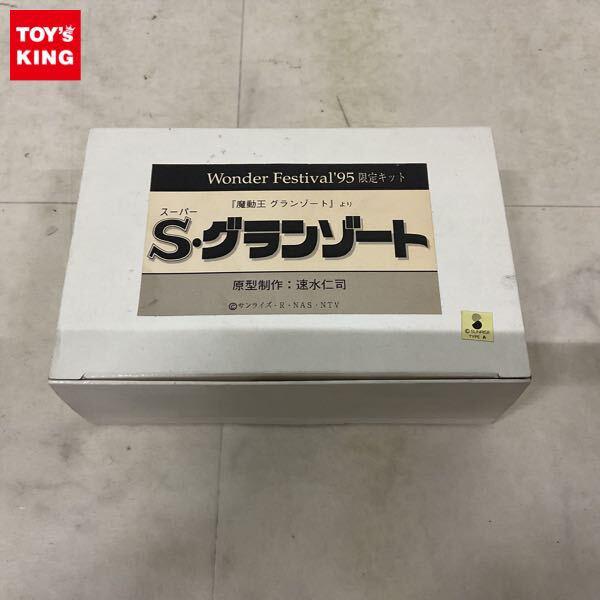 TOY's
KING
Wonder Festival'95 限定キット
『魔動王 グランゾート』より
スーパー
S・グランゾート
原型制作：速水仁司
©サンライズ・R・NAS・NTV
©SUNRISE
TYPE A